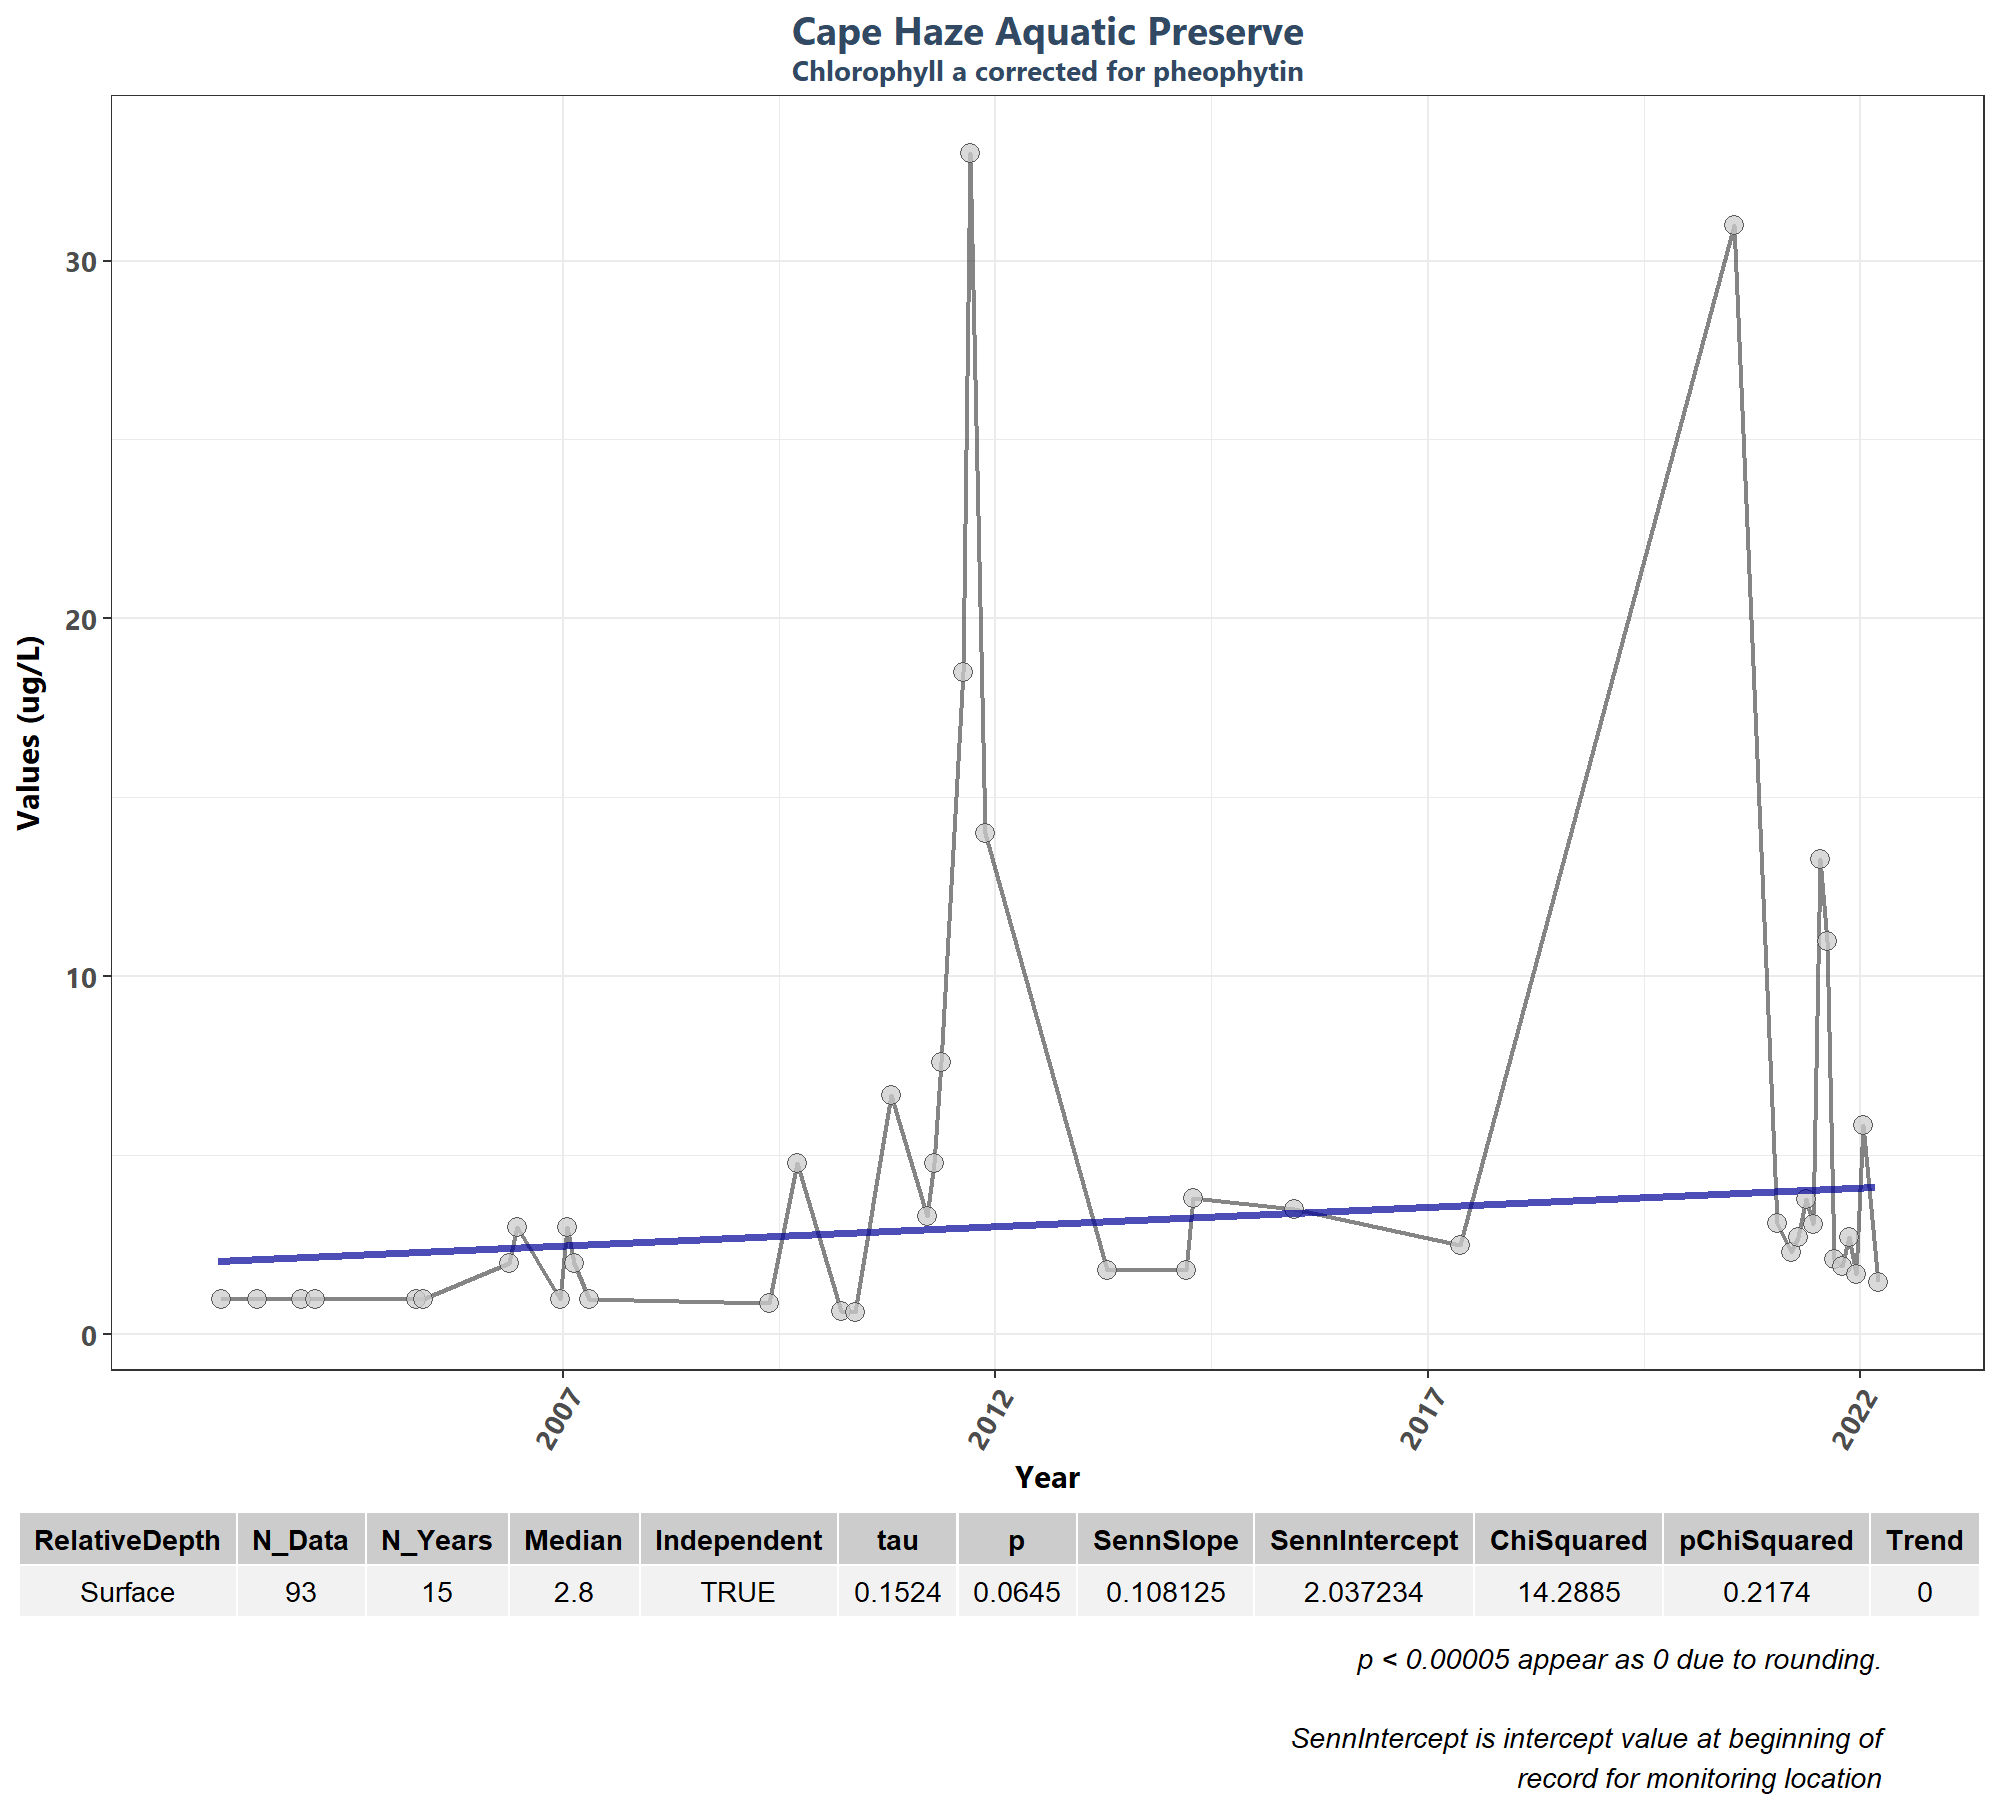 Cape Haze Aquatic Preserve
Chlorophyll a corrected for pheophytin
Values (ug/L)
30
20
10
0
2007 2012 2017 2022
Year
RelativeDepth N_Data N_Years Median Independent tau p SennSlope SennIntercept ChiSquared pChiSquared Trend
Surface 93 15 2.8 TRUE 0.1524 0.0645 0.108125 2.037234 14.2885 0.2174 0
p < 0.00005 appear as 0 due to rounding.
SennIntercept is intercept value at beginning of
record for monitoring location